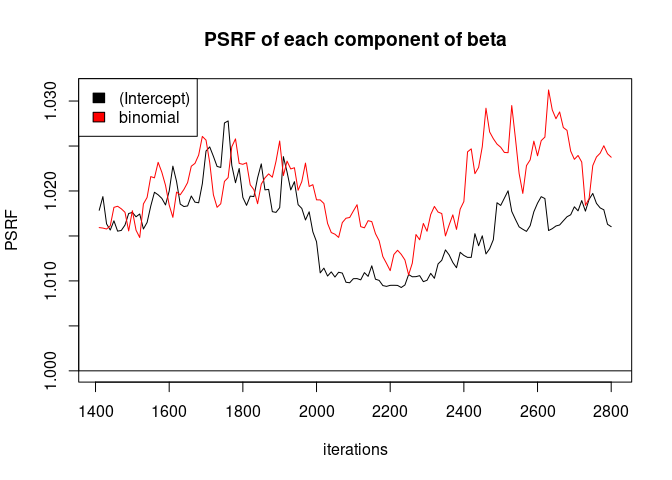 PSRF of each component of beta
(Intercept)
binomial
PSRF
1.030
1.020
1.010
1.000
1400 1600 1800 2000 2200 2400 2600 2800
iterations